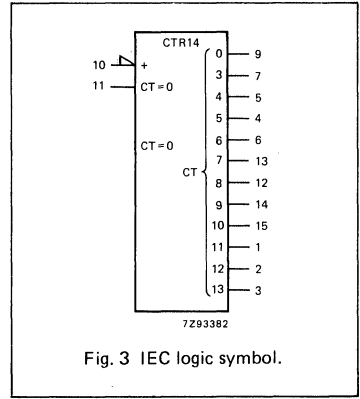 CTR14
10 +
11 CT=0
CT=0
CT
0 9
3 7
4 5
5 4
6 6
7 13
8 12
9 14
10 15
11 1
12 2
13 3
7Z93382
Fig. 3 IEC logic symbol.